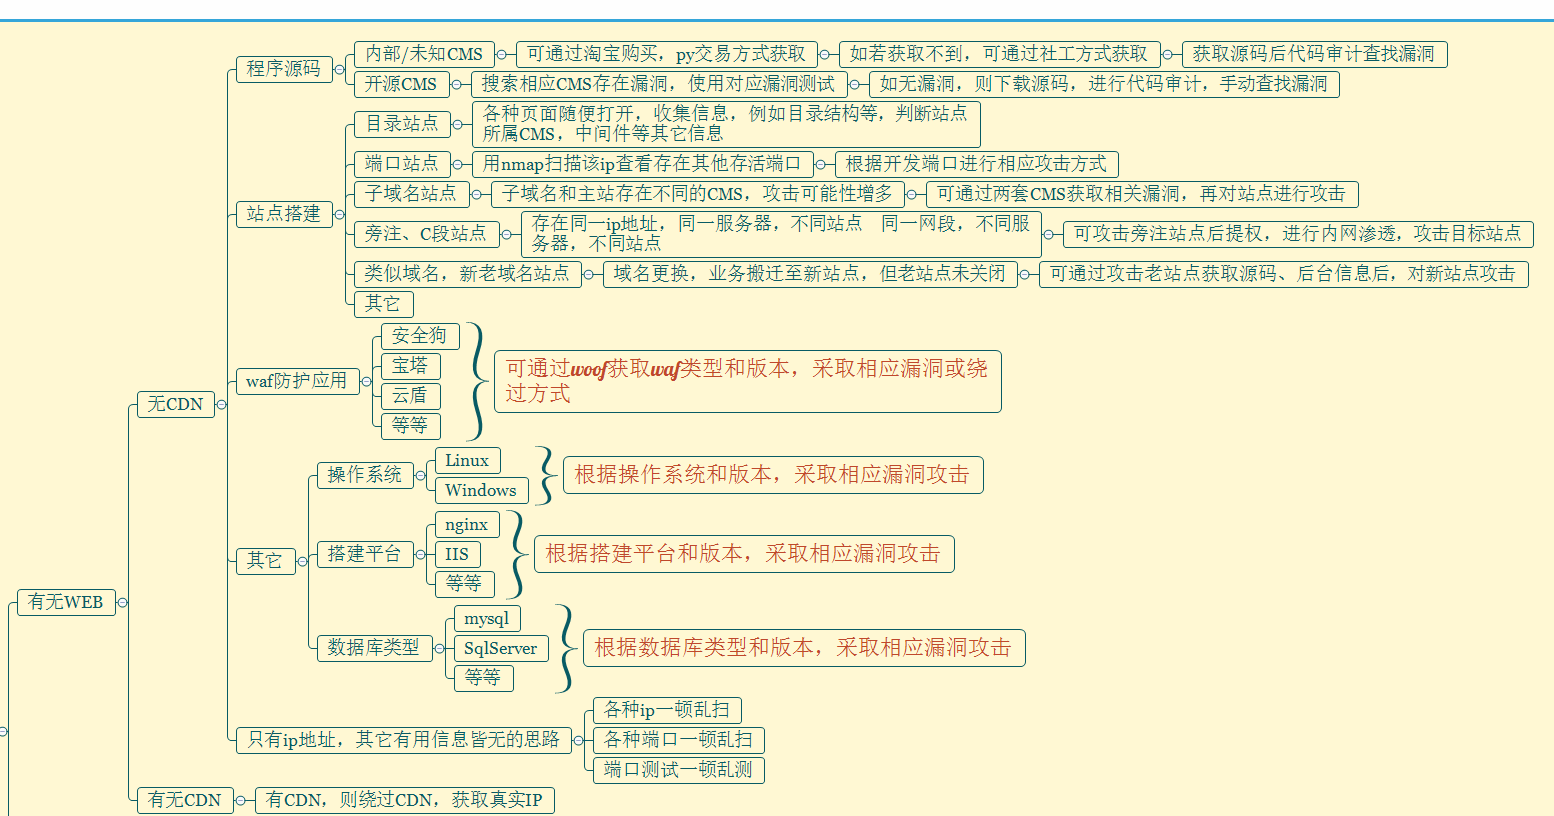 内部/未知CMS
可通过淘宝购买，py交易方式获取
如若获取不到，可通过社工方式获取
获取源码后代码审计查找漏洞
程序源码
开源CMS
搜索相应CMS存在漏洞，使用对应漏洞测试
如无漏洞，则下载源码，进行代码审计，手动查找漏洞
目录站点
各种页面随便打开，收集信息，例如目录结构等，判断站点
所属CMS，中间件等其它信息
端口站点
用nmap扫描该ip查看存在其他存活端口
根据开发端口进行相应攻击方式
子域名站点
子域名和主站存在不同的CMS，攻击可能性增多
可通过两套CMS获取相关漏洞，再对站点进行攻击
站点搭建
旁注、C段站点
存在同一ip地址，同一服务器，不同站点　同一网段，不同服
务器，不同站点
可攻击旁注站点后提权，进行内网渗透，攻击目标站点
类似域名，新老域名站点
域名更换，业务搬迁至新站点，但老站点未关闭
可通过攻击老站点获取源码、后台信息后，对新站点攻击
其它
waf防护应用
安全狗
宝塔
云盾
等等
可通过woof获取waf类型和版本，采取相应漏洞或绕
过方式
无CDN
操作系统
Linux
Windows
根据操作系统和版本，采取相应漏洞攻击
其它
搭建平台
nginx
IIS
等等
根据搭建平台和版本，采取相应漏洞攻击
有无WEB
数据库类型
mysql
SqlServer
等等
根据数据库类型和版本，采取相应漏洞攻击
只有ip地址，其它有用信息皆无的思路
各种ip一顿乱扫
各种端口一顿乱扫
端口测试一顿乱测
有无CDN
有CDN，则绕过CDN，获取真实IP